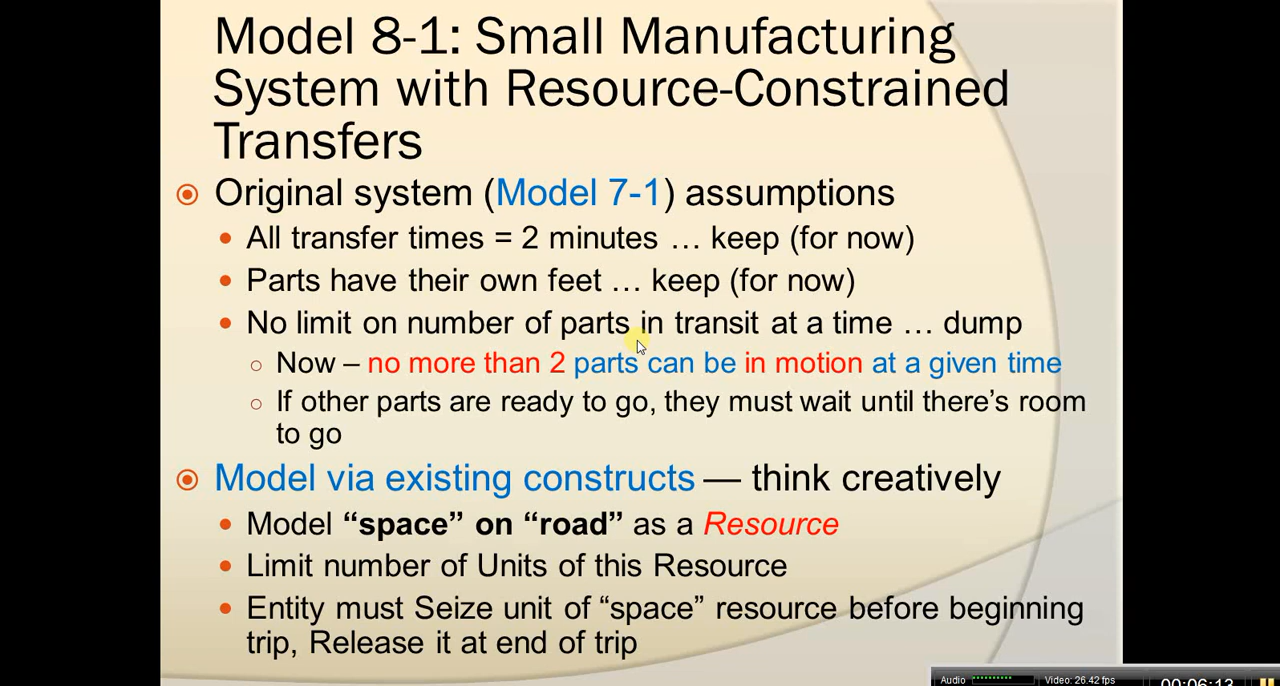 Model 8-1: Small Manufacturing
System with Resource-Constrained
Transfers
Original system (Model 7-1) assumptions
All transfer times = 2 minutes … keep (for now)
Parts have their own feet … keep (for now)
No limit on number of parts in transit at a time … dump
Now – no more than 2 parts can be in motion at a given time
If other parts are ready to go, they must wait until there’s room
to go
Model via existing constructs — think creatively
Model “space” on “road” as a Resource
Limit number of Units of this Resource
Entity must Seize unit of “space” resource before beginning
trip, Release it at end of trip
Audio Video: 26.42 fps 00:06:13